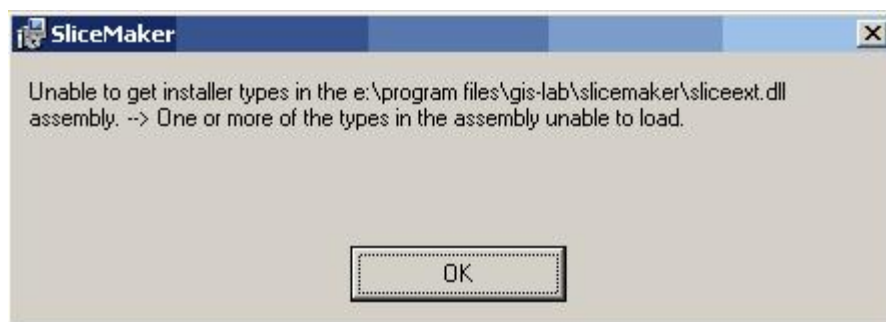 SliceMaker
Unable to get installer types in the e:\program files\gis-lab\slicemaker\sliceext.dll
assembly. --> One or more of the types in the assembly unable to load.
OK